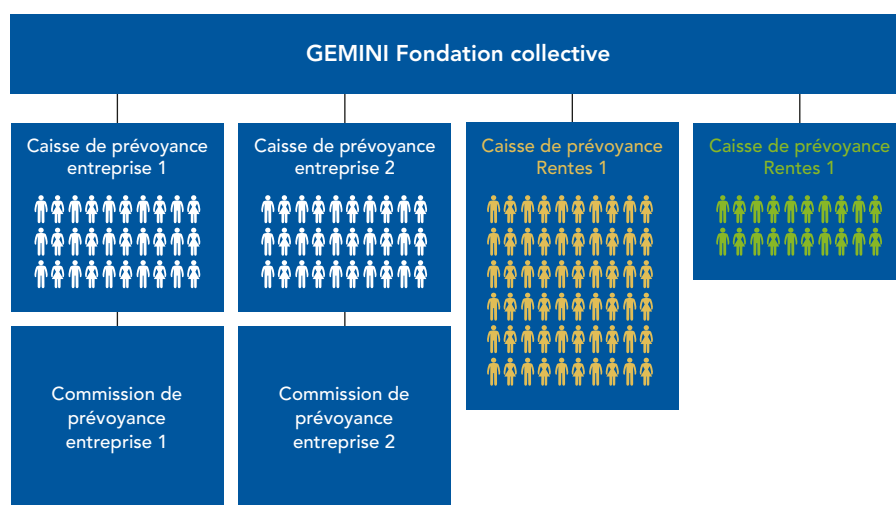 GEMINI Fondation collective
Caisse de prévoyance
entreprise 1
Caisse de prévoyance
entreprise 2
Caisse de prévoyance
Rentes 1
Caisse de prévoyance
Rentes 1
Commission de
prévoyance
entreprise 1
Commission de
prévoyance
entreprise 2